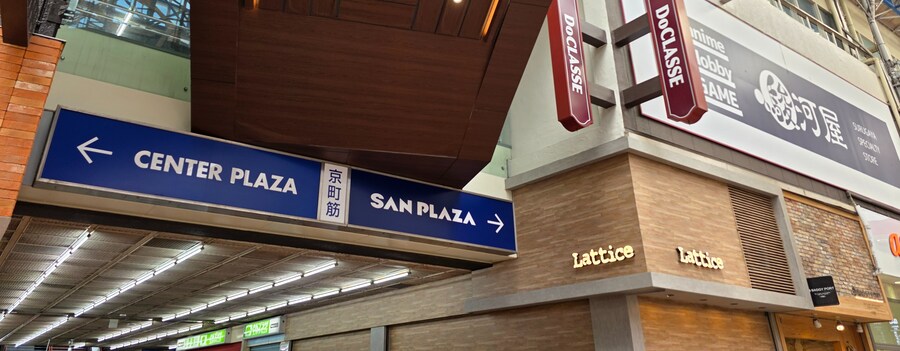 ← CENTER PLAZA
京町筋
SAN PLAZA →
DoCLASSE
DoCLASSE
anime
hobby
GAME
駿河屋
SURUGAYA
SPECIALTY
STORE
Lattice
Lattice